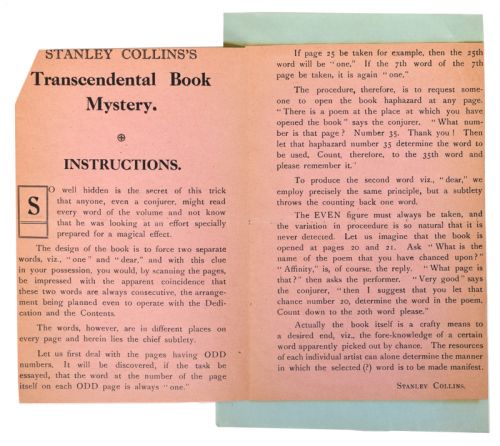 STANLEY COLLINS'S
Transcendental Book
Mystery.
INSTRUCTIONS.
SO well hidden is the secret of this trick
that anyone, even a conjurer, might read
every word of the volume and not know
that he was looking at an effort specially
prepared for a magical effect.
The design of the book is to force two separate
words, viz., "one" and "dear," and with this clue
in your possession, you would, by scanning the pages,
be impressed with the apparent coincidence that
these two words are always consecutive, the arrange-
ment being planned even to operate with the Dedi-
cation and the Contents.
The words, however, are in different places on
every page and herein lies the chief subtlety.
Let us first deal with the pages having ODD
numbers. It will be discovered, if the task be
essayed, that the word at the number of the page
itself on each ODD page is always "one."
If page 25 be taken for example, then the 25th
word will be "one." If the 7th word of the 7th
page be taken, it is again "one."
The procedure, therefore, is to request some-
one to open the book haphazard at any page.
"There is a poem at the place at which you have
opened the book" says the conjurer. "What num-
ber is that page? Number 35. Thank you! Then
let that haphazard number 35 determine the word to
be used. Count, therefore, to the 35th word and
please remember it."
To produce the second word viz., "dear," we
employ precisely the same principle, but a subtlety
throws the counting back one word.
The EVEN figure must always be taken, and
the variation in procedure is so natural that it is
never detected. Let us imagine that the book is
opened at pages 20 and 21. Ask "What is the
name of the poem that you have chanced upon?"
"Affinity," is, of course, the reply. "What page is
that?" then asks the performer. "Very good" says
the conjurer, "then I suggest that you let that
chance number 20, determine the word in the poem.
Count down to the 20th word please."
Actually the book itself is a crafty means to
a desired end, viz., the fore-knowledge of a certain
word apparently picked out by chance. The resources
of each individual artist can alone determine the manner
in which the selected (?) word is to be made manifest.
STANLEY COLLINS.